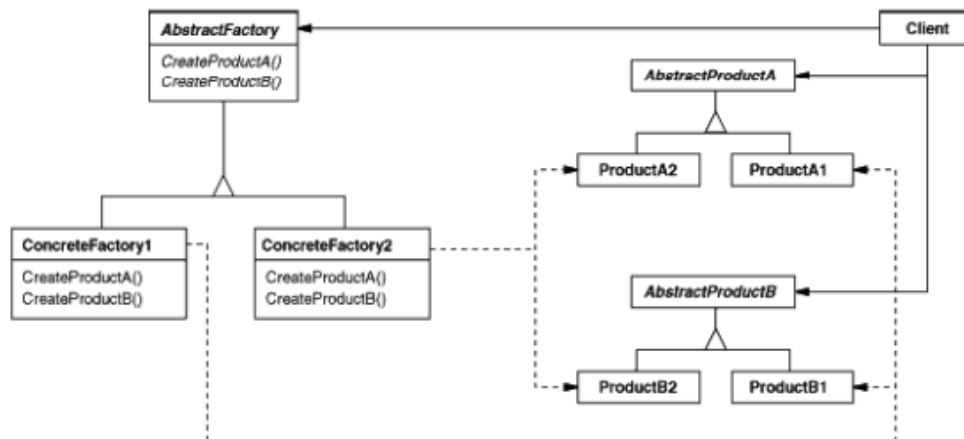 AbstractFactory
CreateProductA()
CreateProductB()
Client
AbstractProductA
ProductA2
ProductA1
ConcreteFactory1
CreateProductA()
CreateProductB()
ConcreteFactory2
CreateProductA()
CreateProductB()
AbstractProductB
ProductB2
ProductB1